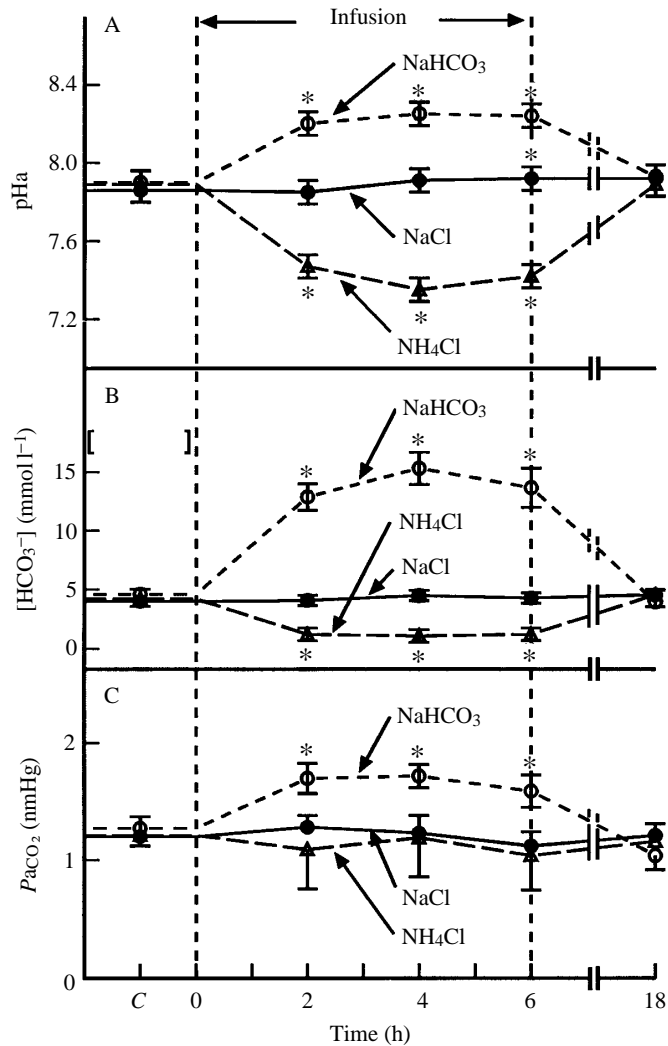 Infusion
A
NaHCO₃
8.4
* * *
8.0
*
pHa
7.6
NaCl
* * *
7.2
NH₄Cl
B
NaHCO₃
[ ]
* * *
15
NH₄Cl
10
[HCO₃⁻] (mmol l⁻¹)
NaCl
5
0
* * *
C
NaHCO₃
2
* * *
PaCO₂ (nmHg)
1
NaCl
NH₄Cl
0
C 0 2 4 6 18
Time (h)